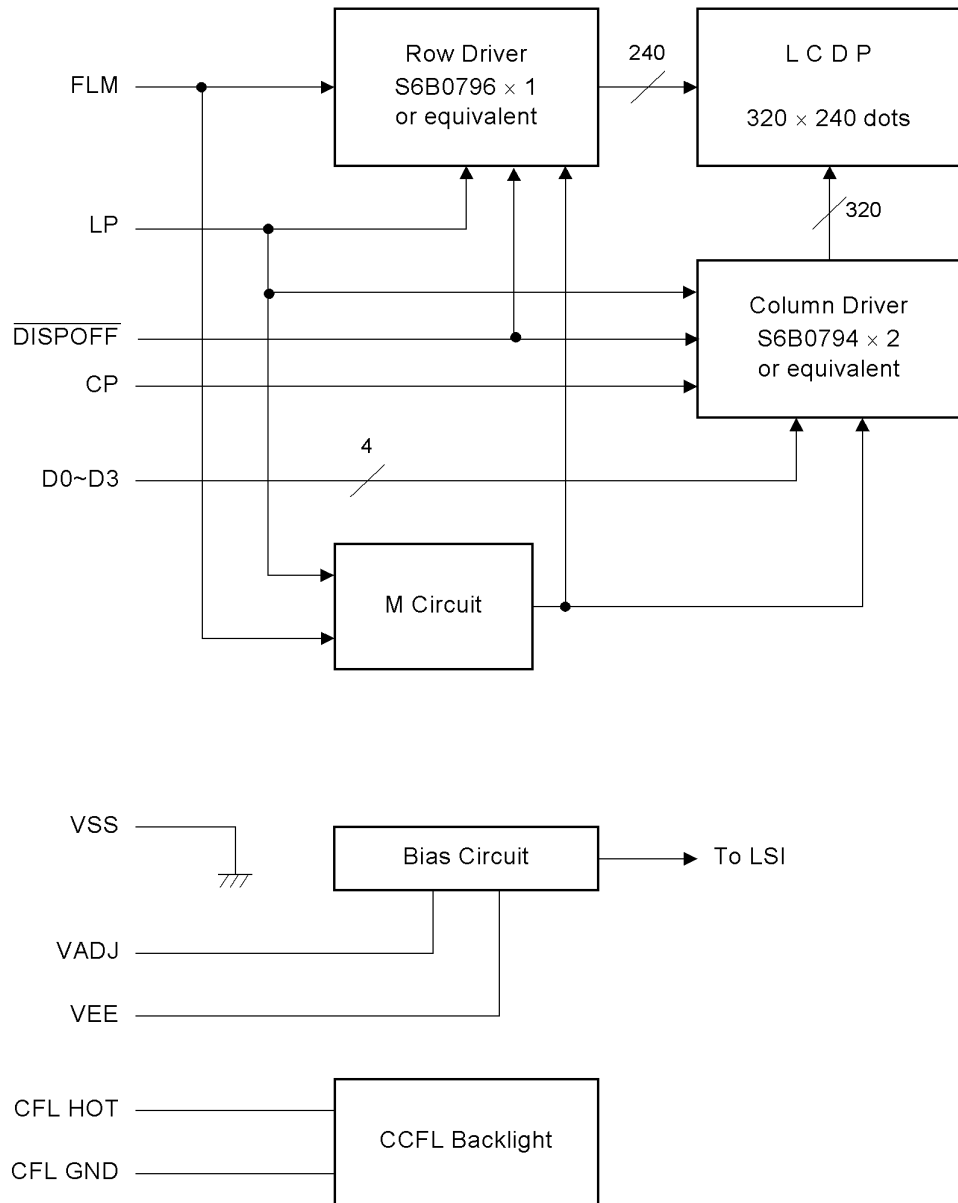 Row Driver
S6B0796 × 1
or equivalent
240
L C D P
320 × 240 dots
FLM
LP
320
DISPOFF
Column Driver
S6B0794 × 2
or equivalent
CP
4
D0~D3
M Circuit
VSS
Bias Circuit
To LSI
VADJ
VEE
CFL HOT
CCFL Backlight
CFL GND